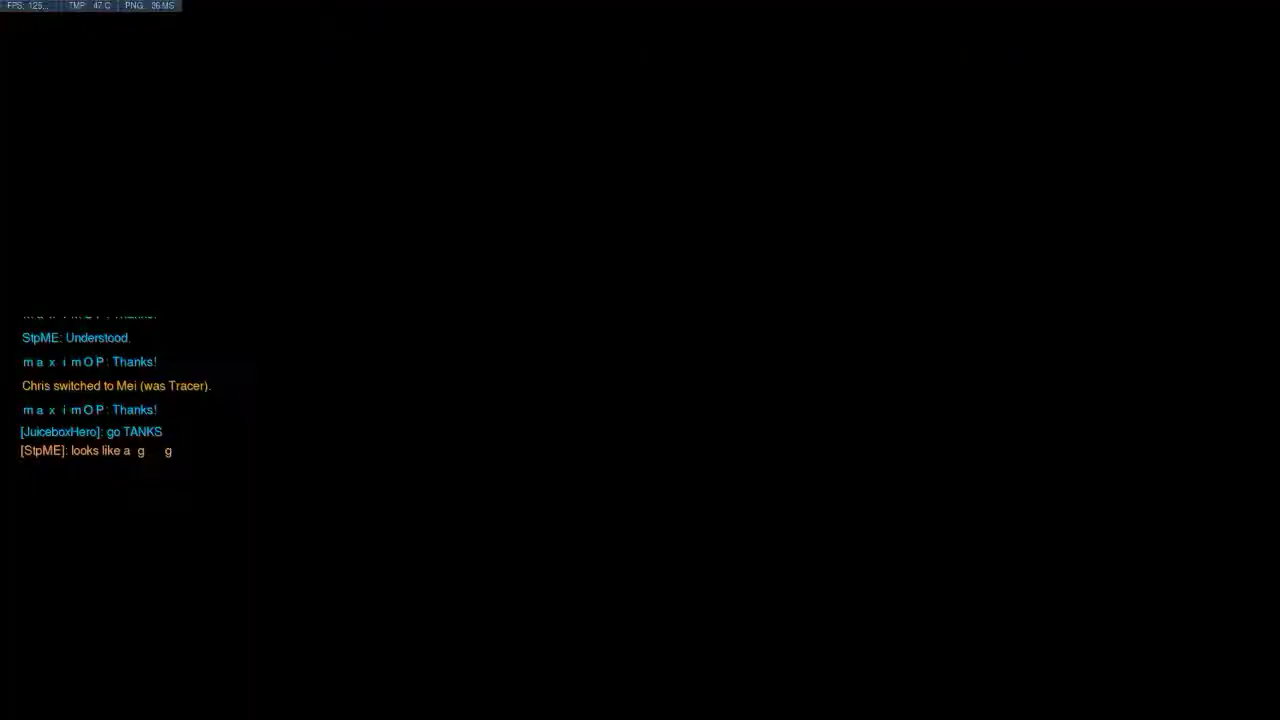 FPS: 125... TMP: 47 C PNG: 36 MS
m a x i m O P : Thanks!
StpME: Understood.
m a x i m O P : Thanks!
Chris switched to Mei (was Tracer).
m a x i m O P : Thanks!
[JuiceboxHero]: go TANKS
[StpME]: looks like a g g